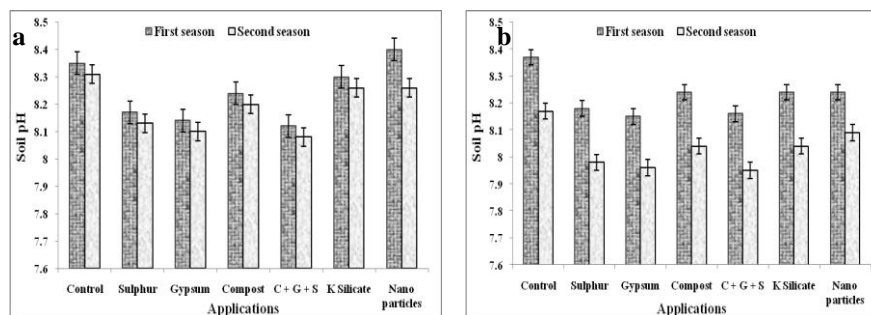 a
First season Second season
8.5
8.4
8.3
8.2
8.1
8
7.9
7.8
7.7
7.6
Soil pH
Control Sulphur Gypsum Compost C + G + S K Silicate Nano
particles
Applications
b
First season Second season
8.5
8.4
8.3
8.2
8.1
8
7.9
7.8
7.7
7.6
Soil pH
Control Sulphur Gypsum Compost C + G + S K Silicate Nano
particles
Applications